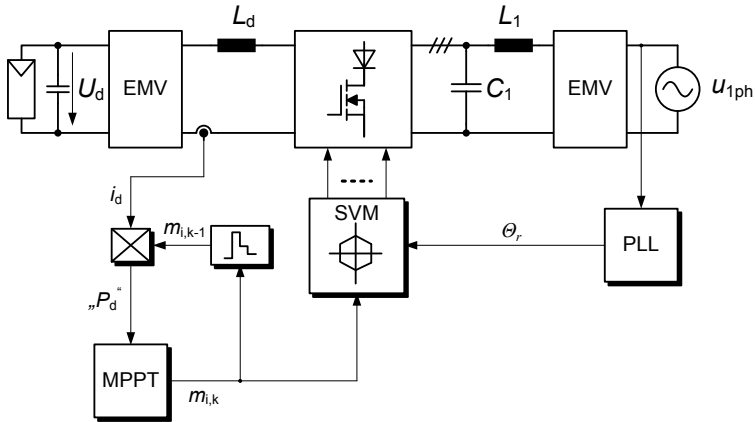 L_d
L_1
U_d
EMV
C_1
EMV
u_1ph
i_d
SVM
m_i,k-1
Θ_r
PLL
„P_d“
MPPT
m_i,k